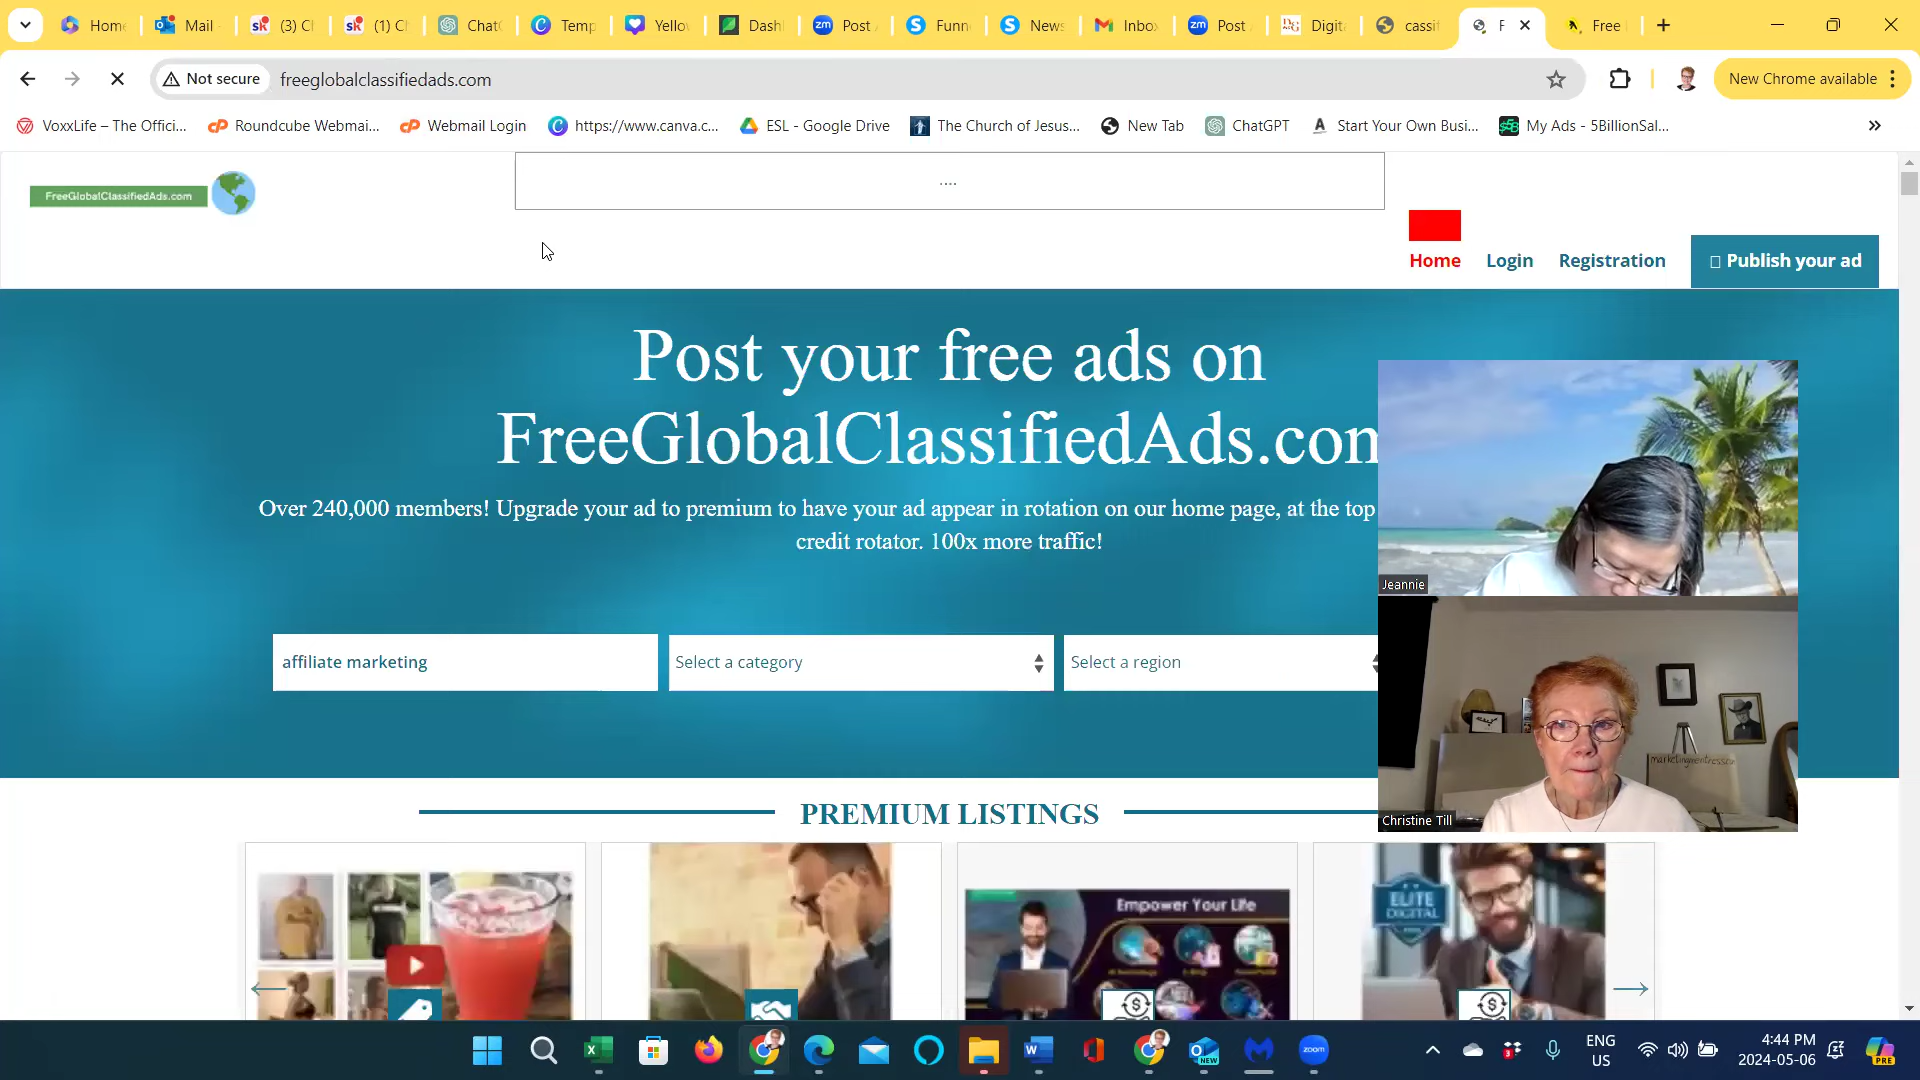 Home
Mail
(3) C
(1) C
Chat
Temp
Yello
Dash
Post
Funn
News
Inbo
Post
Digit
cassif
F
Free
Not secure
freeglobalclassifiedads.com
New Chrome available
VoxxLife – The Offici...
Roundcube Webmai...
Webmail Login
https://www.canva.c...
ESL - Google Drive
The Church of Jesus...
New Tab
ChatGPT
Start Your Own Busi...
My Ads - 5BillionSal...
FreeGlobalClassifiedAds.com
....
Home
Login
Registration
Publish your ad
Post your free ads on
FreeGlobalClassifiedAds.com
Over 240,000 members! Upgrade your ad to premium to have your ad appear in rotation on our home page, at the top
credit rotator. 100x more traffic!
affiliate marketing
Select a category
Select a region
Jeannie
Christine Till
PREMIUM LISTINGS
Empower Your Life
ELITE
DIGITAL
ENG
US
4:44 PM
2024-05-06